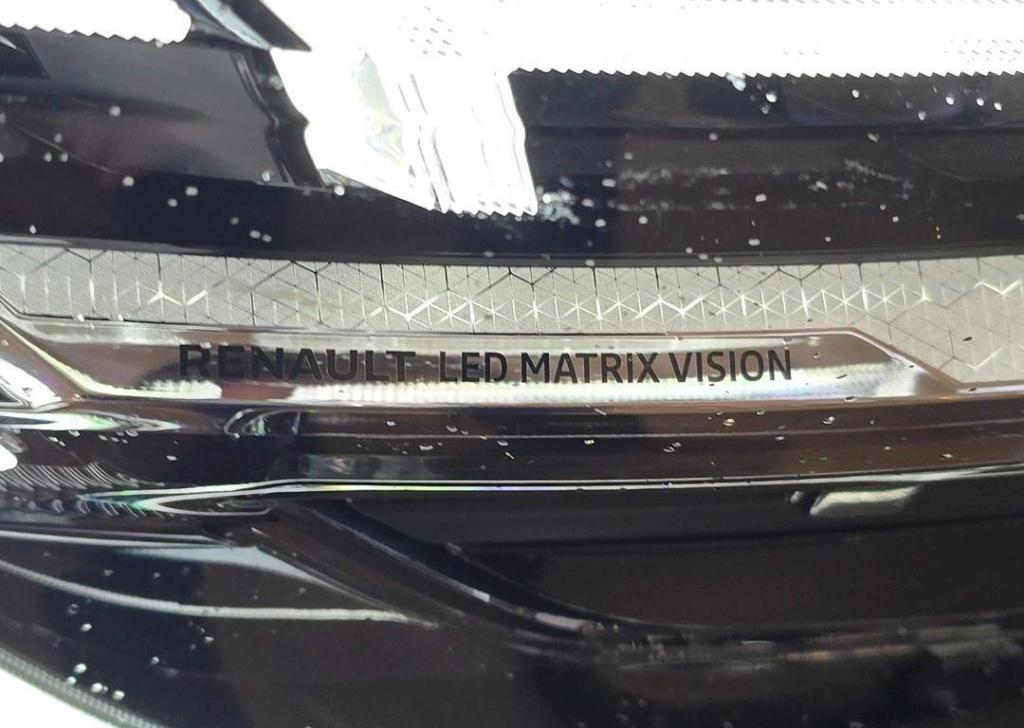 RENAULT LED MATRIX VISION